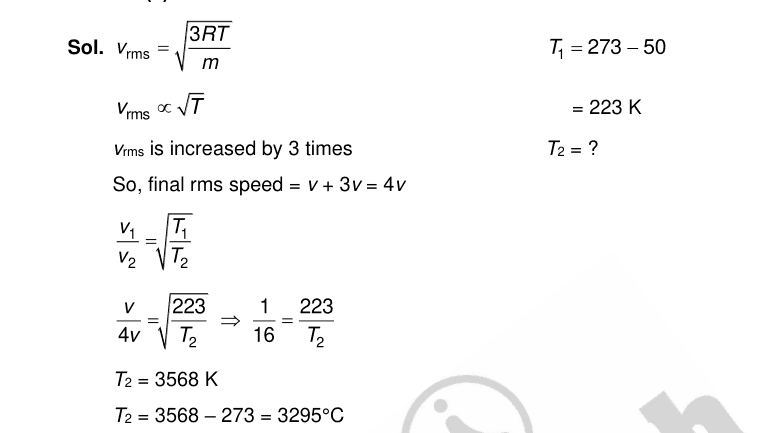 Sol. v_rms = √(3RT/m) T₁ = 273 – 50
v_rms ∝ √T = 223 K
v_rms is increased by 3 times T₂ = ?
So, final rms speed = v + 3v = 4v
v₁/v₂ = √(T₁/T₂)
v/4v = √(223/T₂) ⇒ 1/16 = 223/T₂
T₂ = 3568 K
T₂ = 3568 – 273 = 3295°C